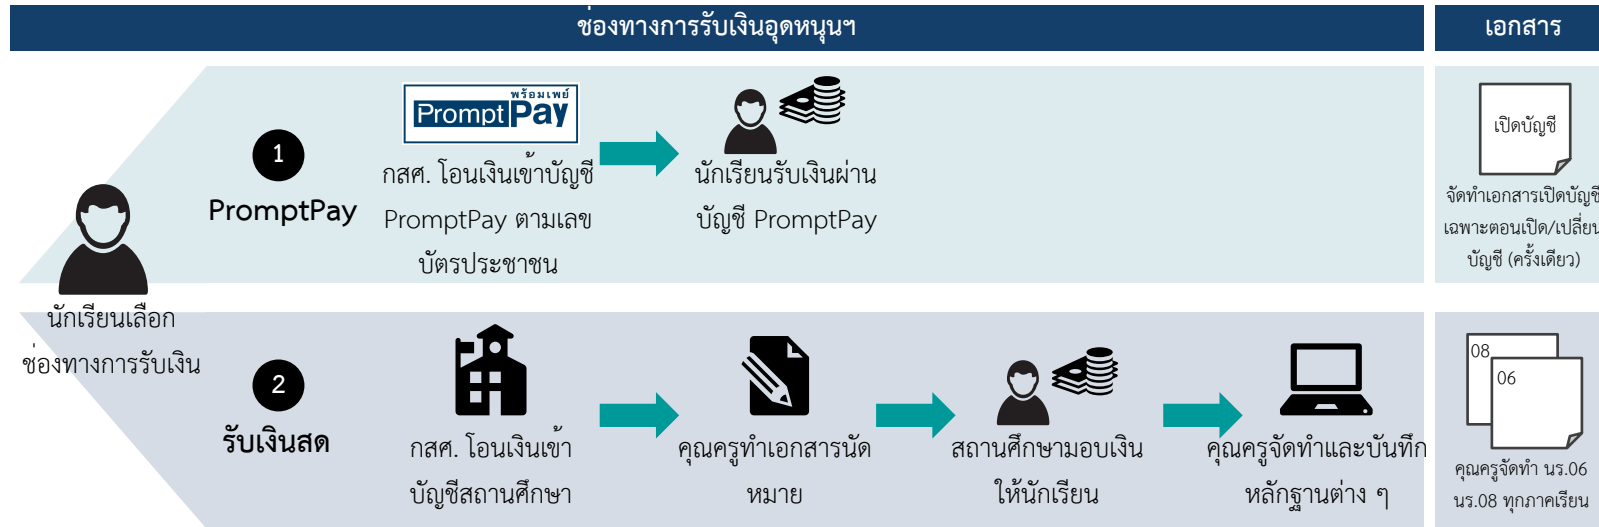 ช่องทางการรับเงินอุดหนุนฯ
เอกสาร
นักเรียนเลือก
ช่องทางการรับเงิน
1
PromptPay
พร้อมเพย์
PromptPay
กสศ. โอนเงินเข้าบัญชี
PromptPay ตามเลข
บัตรประชาชน
นักเรียนรับเงินผ่าน
บัญชี PromptPay
เปิดบัญชี
จัดทำเอกสารเปิดบัญชี
เฉพาะตอนเปิด/เปลี่ยน
บัญชี (ครั้งเดียว)
2
รับเงินสด
กสศ. โอนเงินเข้า
บัญชีสถานศึกษา
คุณครูทำเอกสารนัด
หมาย
สถานศึกษามอบเงิน
ให้นักเรียน
คุณครูจัดทำและบันทึก
หลักฐานต่าง ๆ
08
06
คุณครูจัดทำ นร.06
นร.08 ทุกภาคเรียน